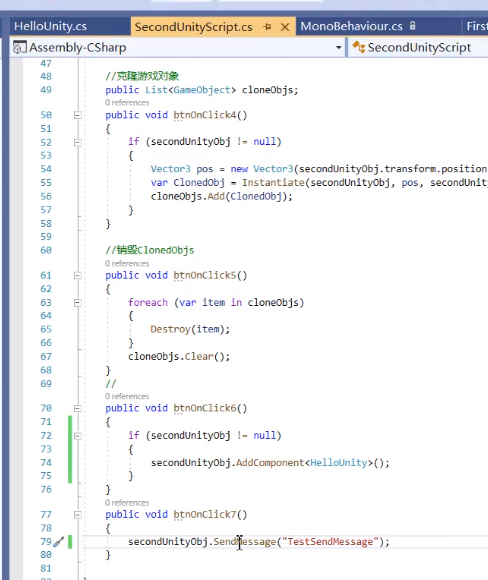 HelloUnity.cs SecondUnityScript.cs MonoBehaviour.cs First
Assembly-CSharp SecondUnityScript
47
48 //克隆游戏对象
49 public List<GameObject> cloneObjs;
0 references
50 public void btnOnClick4()
51 {
52 if (secondUnityObj != null)
53 {
54 Vector3 pos = new Vector3(secondUnityObj.transform.position
55 var ClonedObj = Instantiate(secondUnityObj, pos, secondUnit
56 cloneObjs.Add(ClonedObj);
57 }
58 }
59
60 //销毁ClonedObjs
0 references
61 public void btnOnClick5()
62 {
63 foreach (var item in cloneObjs)
64 {
65 Destroy(item);
66 }
67 cloneObjs.Clear();
68 }
69 //
0 references
70 public void btnOnClick6()
71 {
72 if (secondUnityObj != null)
73 {
74 secondUnityObj.AddComponent<HelloUnity>();
75 }
76 }
0 references
77 public void btnOnClick7()
78 {
79 secondUnityObj.SendMessage("TestSendMessage");
80 }
81